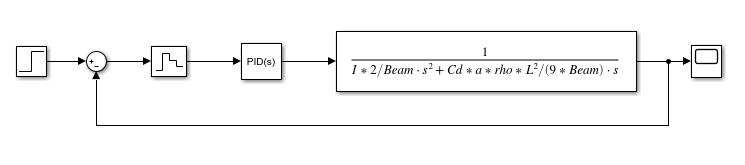 +
-
PID(s)
1
I * 2/Beam · s² + Cd * a * rho * L²/(9 * Beam) · s